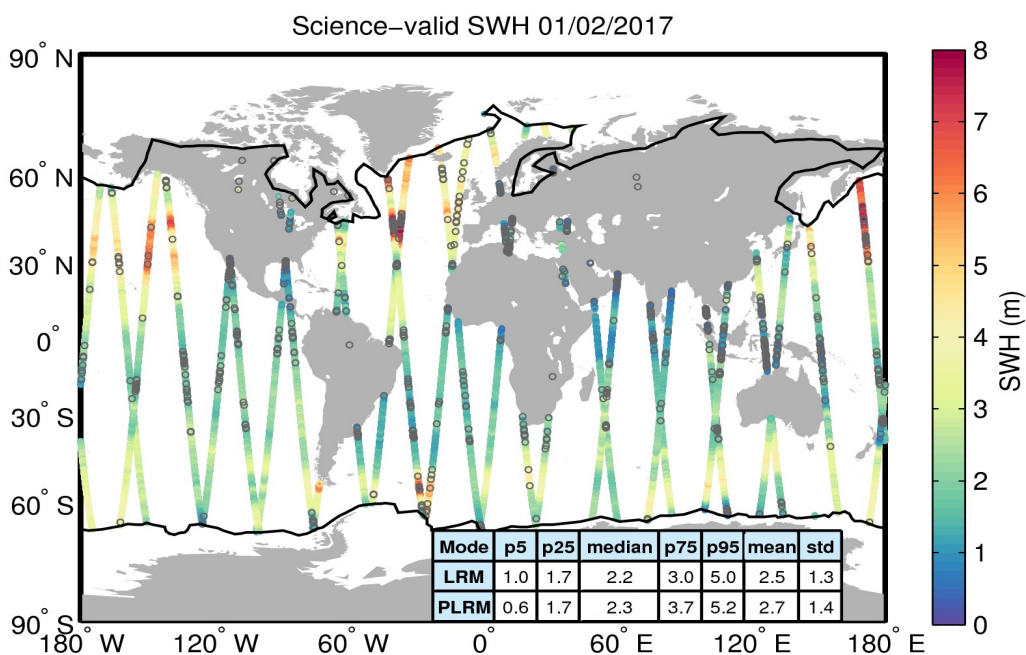 Science−valid SWH 01/02/2017
90° N
60° N
30° N
0°
30° S
60° S
90° S
180° W
120° W
60° W
0°
60° E
120° E
180° E
Mode p5 p25 median p75 p95 mean std
LRM 1.0 1.7 2.2 3.0 5.0 2.5 1.3
PLRM 0.6 1.7 2.3 3.7 5.2 2.7 1.4
8
7
6
5
4
3
2
1
0
SWH (m)